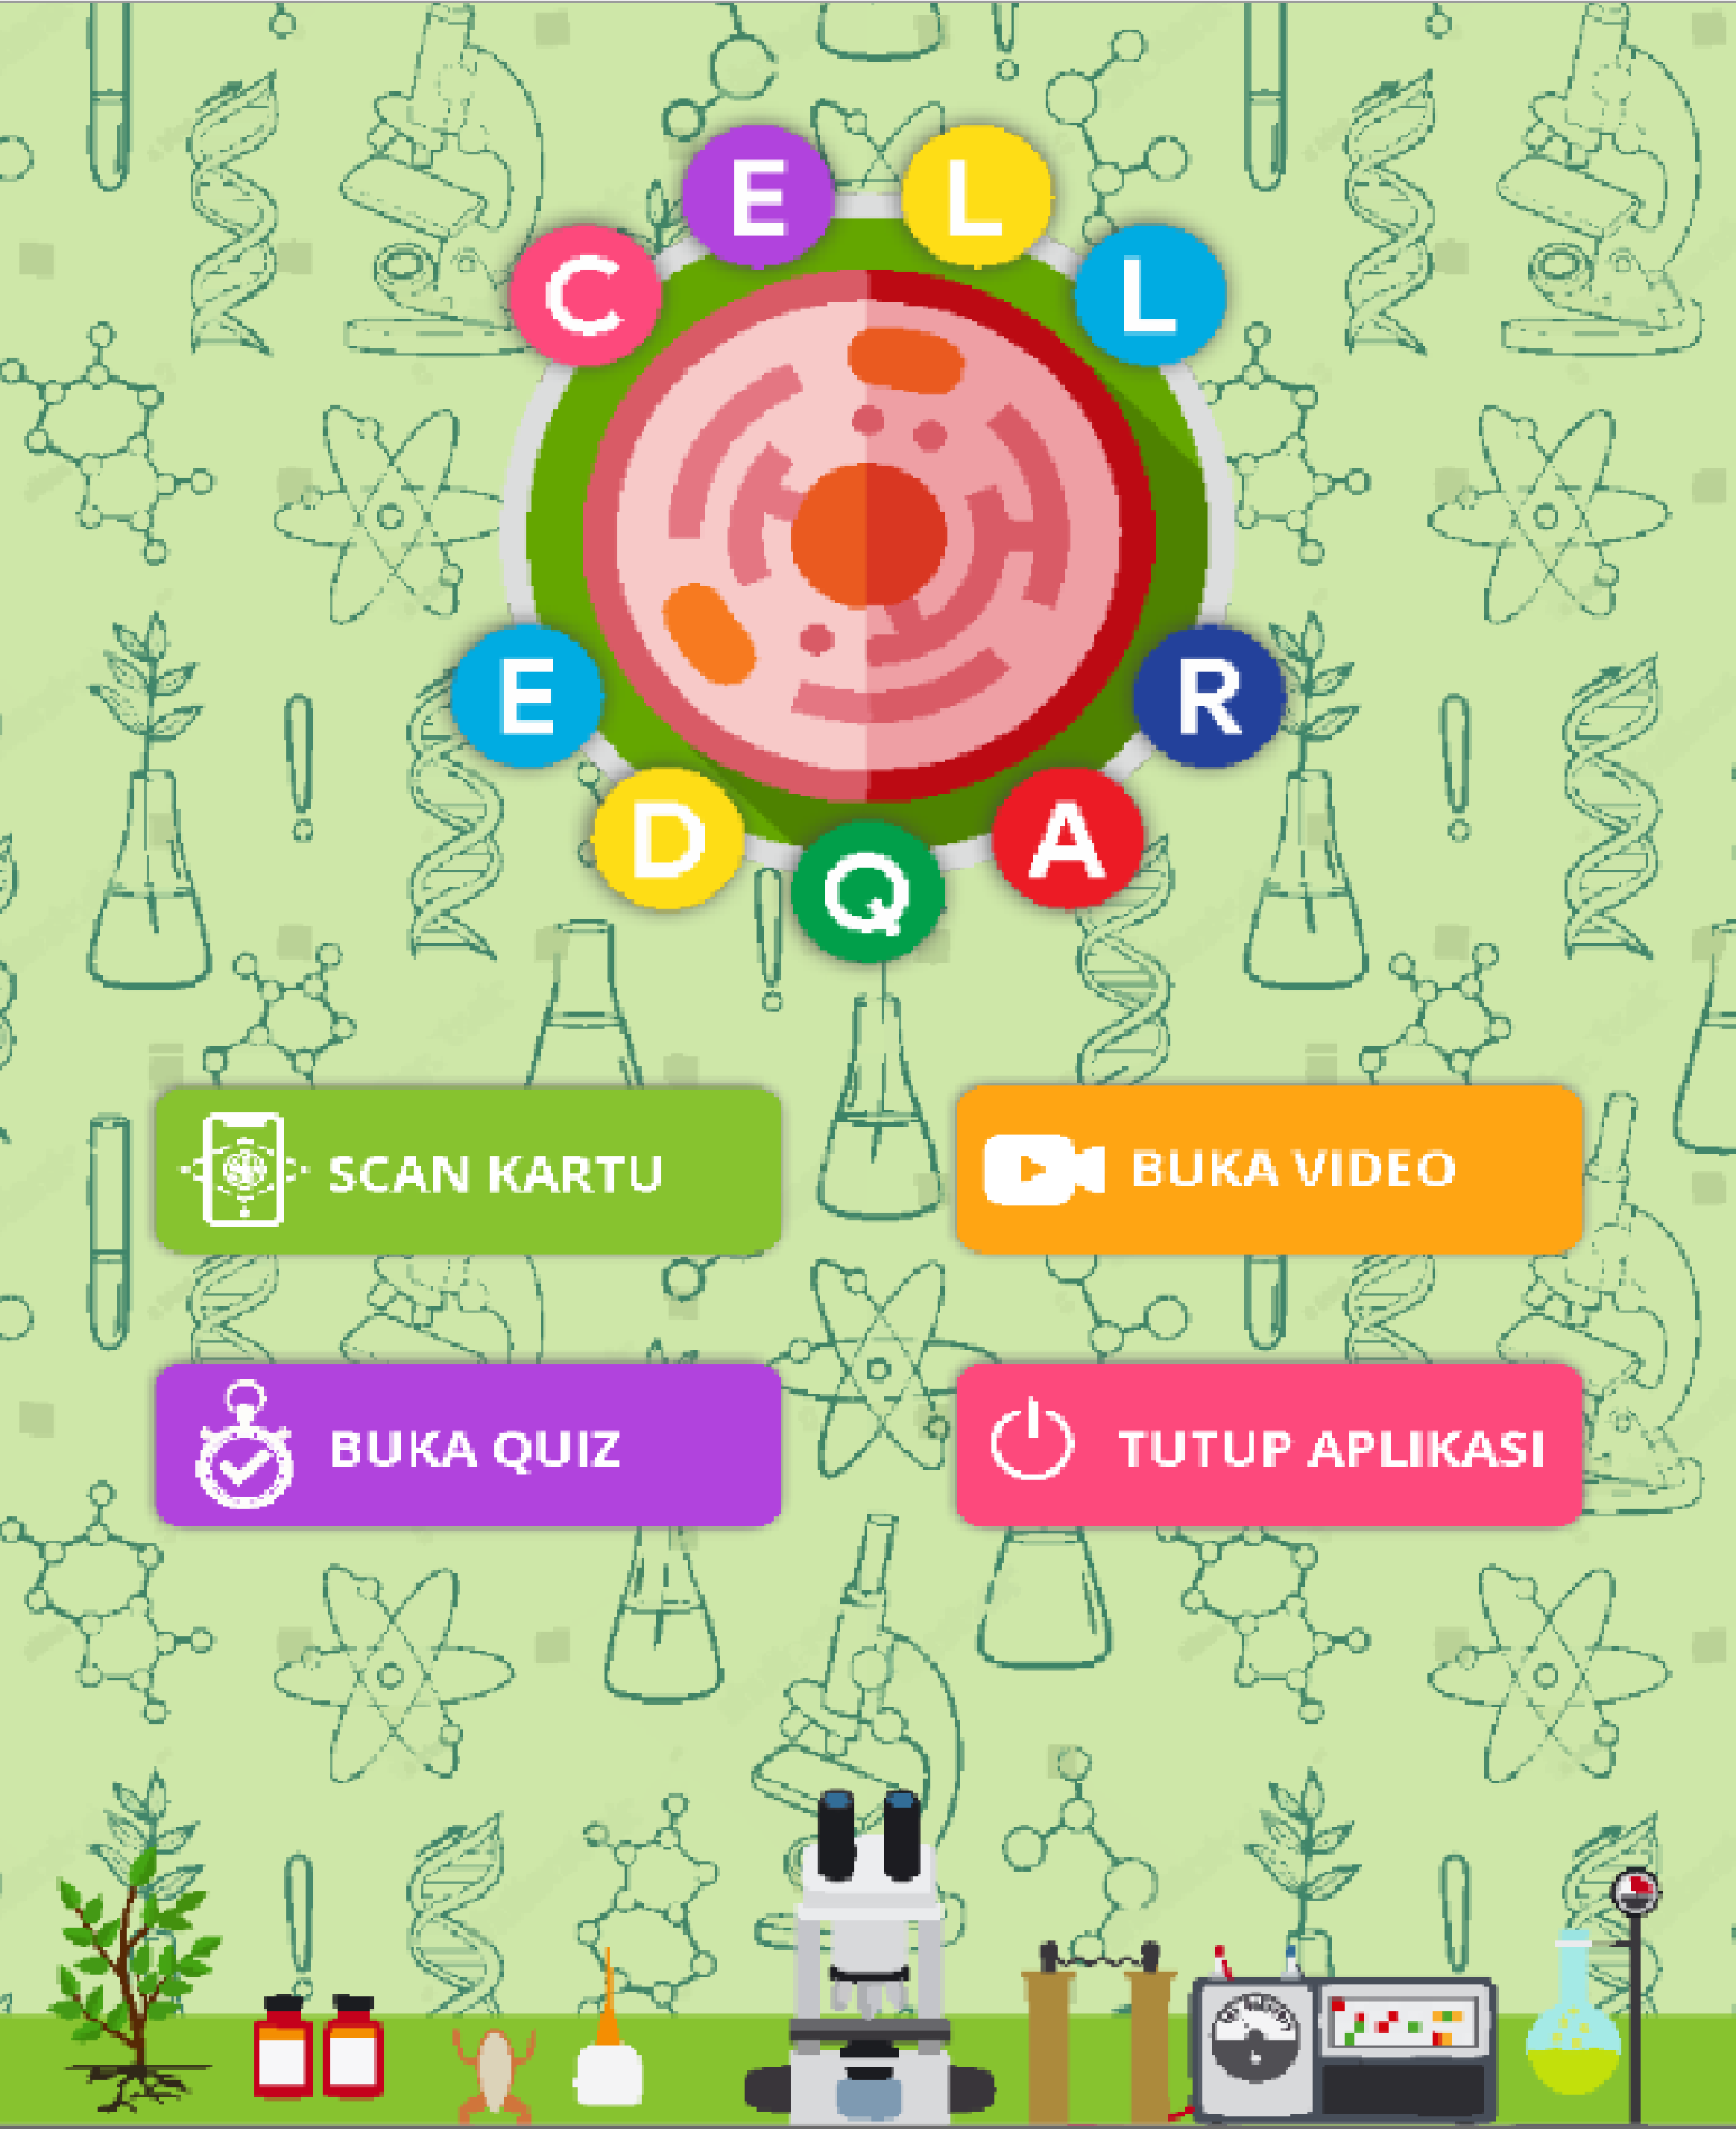 CELL
EDQAR
SCAN KARTU
BUKA VIDEO
BUKA QUIZ
TUTUP APLIKASI